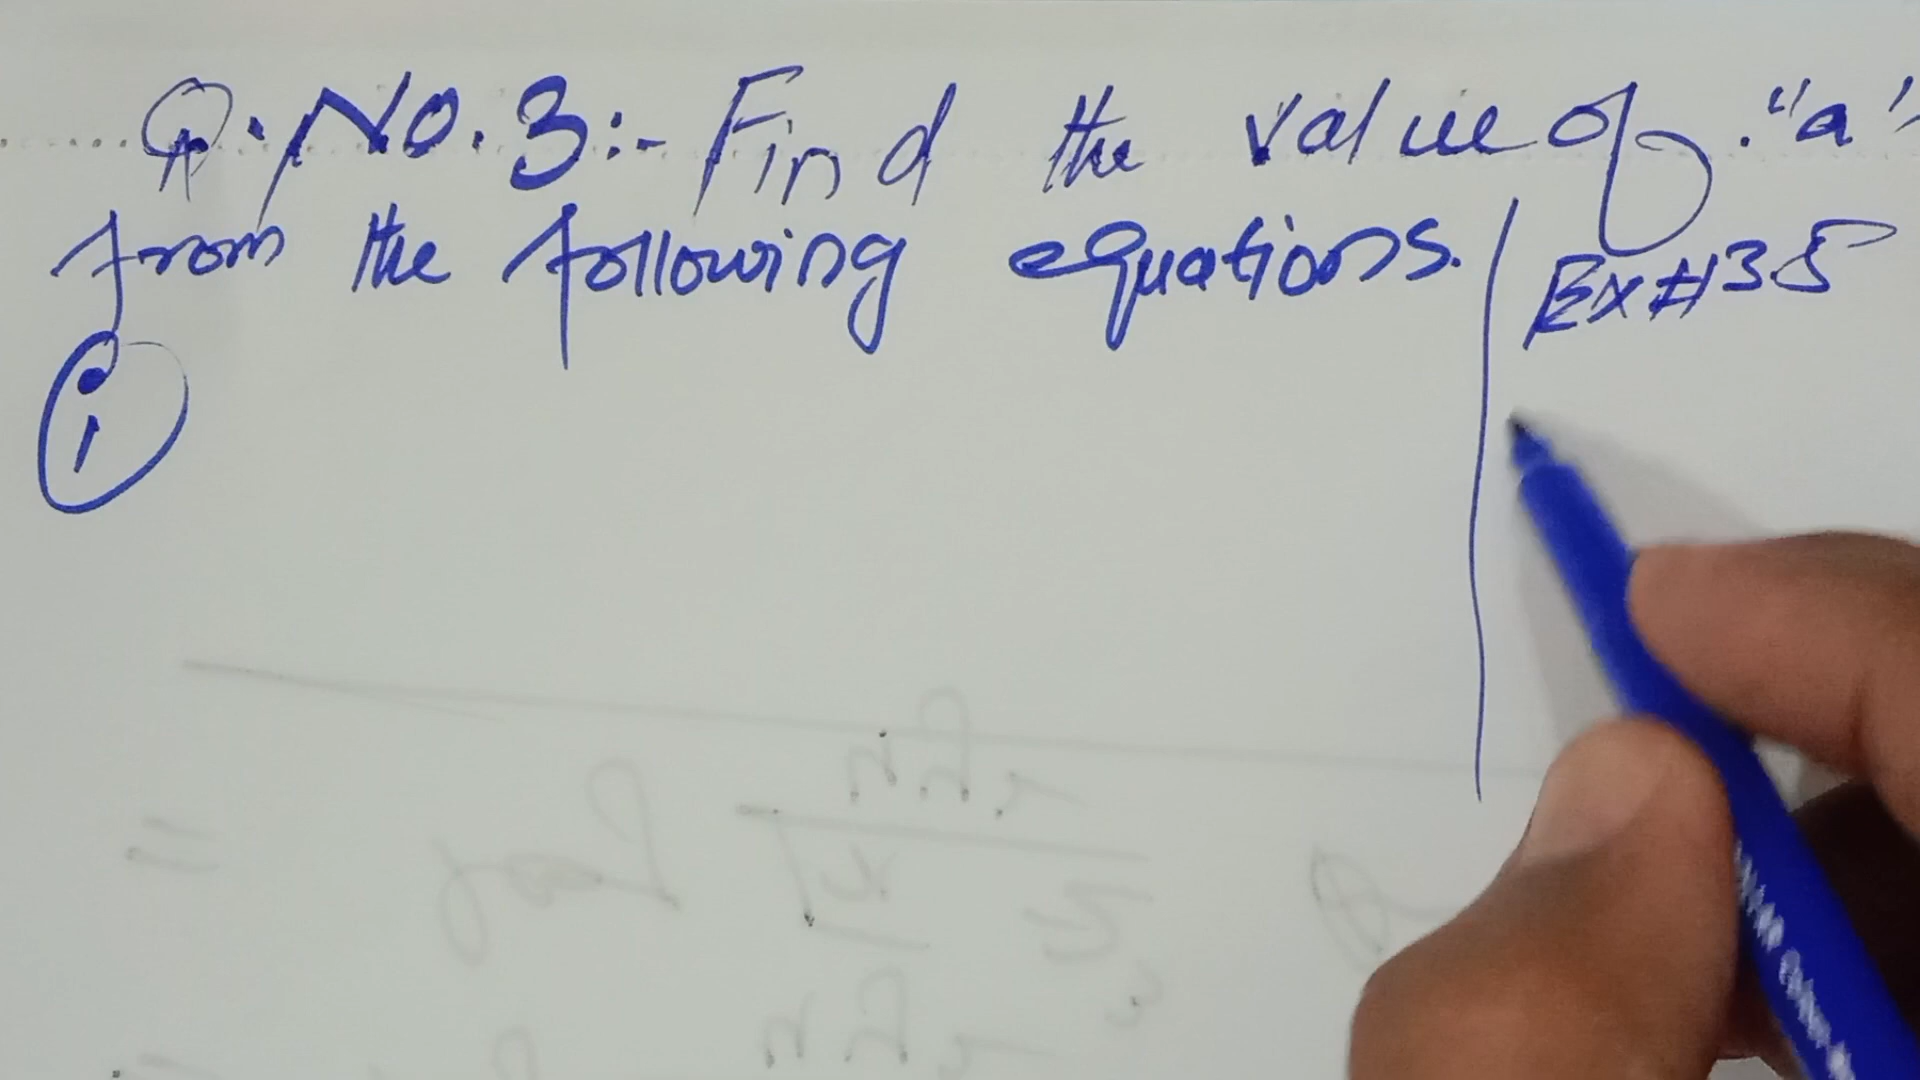 Q.No.3:- Find the value of "a"
from the following equations.
Ex#3.5
i